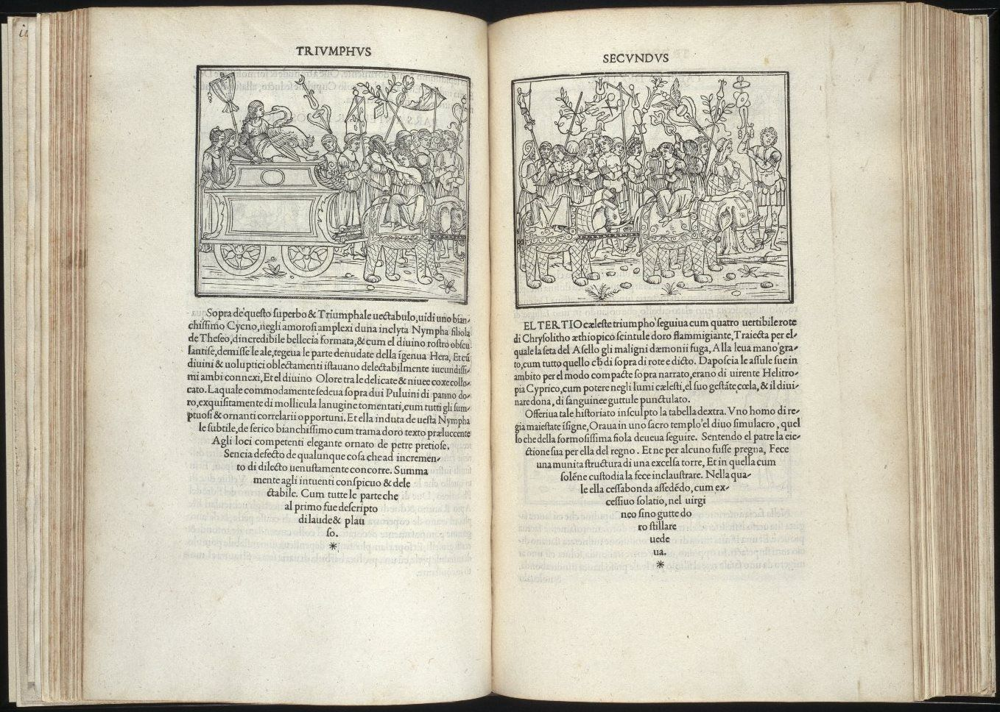 TRIVMPHVS
Sopra de questo superbo & Triumphale uectabulo, uidi uno bian-
chissimo Cycno, negli amorosi amplexi duna inclyta Nympha filiola
de Theseo, dincredibile bellecia formata, & cum el diuino rostro obscu
lantise, demisse le ale, tegeua le parte denudate della igenua Hera, Et cū
diuini & uoluptici oblectamenti istauano delectabilmente iucundissi-
mi ambi connexi, Et el diuino Olore tra le delicate & niuee coxe collo-
cato. Laquale commodamente sedeua sopra dui Puluini di panno do-
ro, exquisitamente di mollicula lanugine tomentati, cum tutti gli sum-
ptuosi & ornanti correlarii opportuni. Et ella induta de uesta Nympha
le subtile, de serico bianchissimo cum trama doro texto præluccente
Agli loci competenti elegante ornato de petre pretiose.
Sencia defecto de qualunque cosa che ad incremen-
to di dilecto uenustamente concorre. Summa
mente agli intuenti conspicuo & dele
ctabile. Cum tutte le parte che
al primo fue descripto
di laude & plau
so.
*
SECVNDVS
EL TERTIO cæleste triumpho seguiua cum quatro uertibile rote
di Chrysolitho æthiopico scintule doro flammigiante, Traiecta per el-
quale la seta del Asello gli maligni dæmonii fuga, Alla leua mano gra-
to, cum tutto quello ch̄ di sopra di rote e dicto. Daposcia le assule sue in
ambito per el modo compacte sopra narrato, erano di uirente Helitro-
pia Cyprico, cum potere negli lumi cælesti, el suo gestāte cœla, & il diui-
nare dona, di sanguinee guttule punctulato.
Offeriua tale historiato insculpto la tabella dextra. Vno homo di re-
gia maiestate isigne, Oraua in uno sacro templo el diuo simulacro, quel
lo che della formosissima fiola deueua seguire. Sentendo el patre la eie-
ctione sua per ella del regno. Et ne per alcuno fusse pregna, Fece
una munita structura di una excelsa torre, Et in quella cum
solēne custodia la fece inclaustrare. Nella qua-
le ella cessabonda assedēdo, cum ex-
cessiuo solatio, nel uirgi
neo sino gutte do
ro stillare
uede
ua.
*